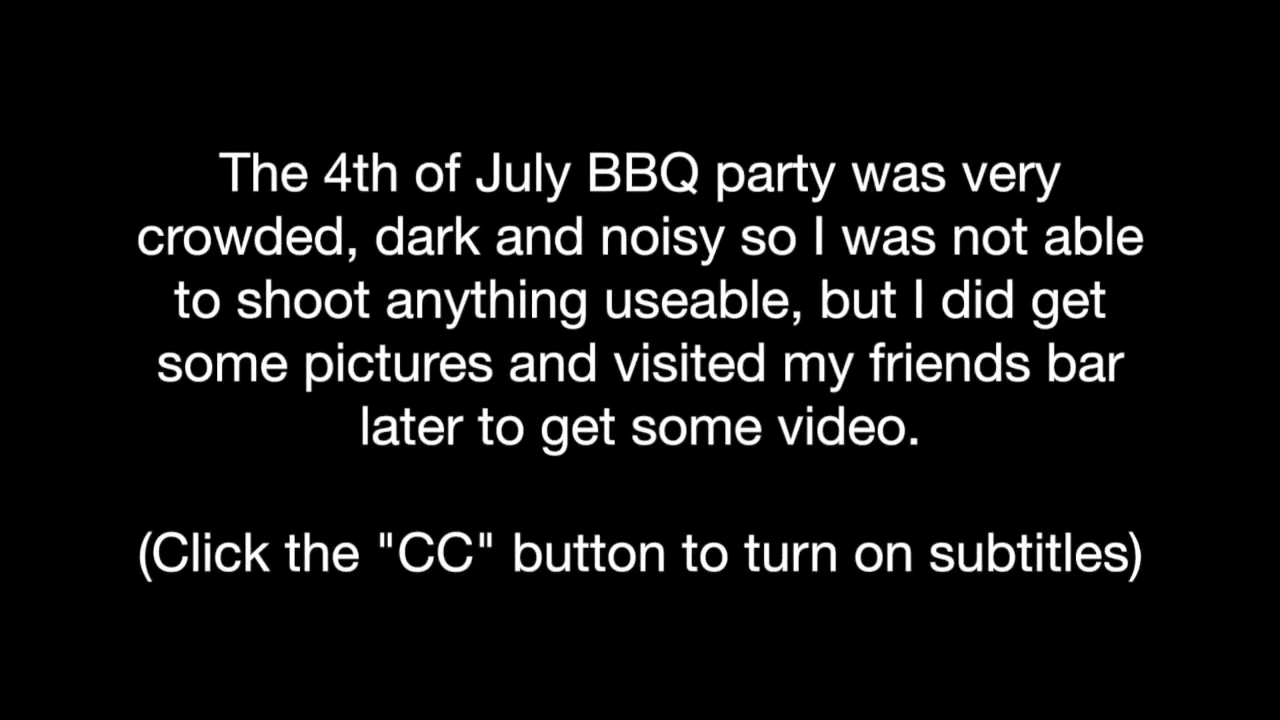 The 4th of July BBQ party was very
crowded, dark and noisy so I was not able
to shoot anything useable, but I did get
some pictures and visited my friends bar
later to get some video.
(Click the "CC" button to turn on subtitles)